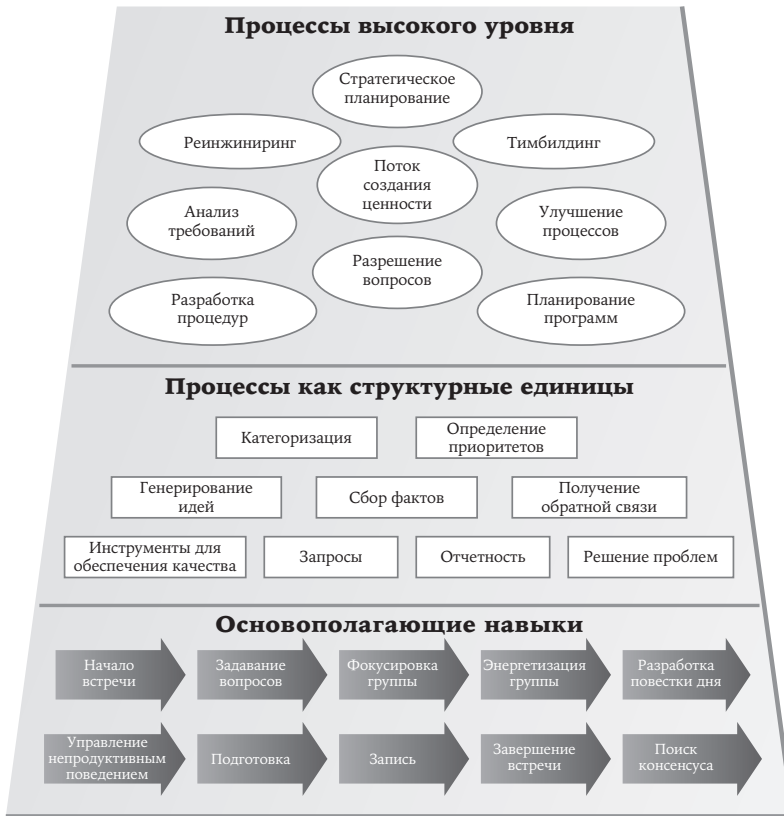 Процессы высокого уровня
Стратегическое
планирование
Реинжиниринг
Тимбилдинг
Поток
создания
ценности
Анализ
требований
Улучшение
процессов
Разрешение
вопросов
Разработка
процедур
Планирование
программ
Процессы как структурные единицы
Категоризация
Определение
приоритетов
Генерирование
идей
Сбор фактов
Получение
обратной связи
Инструменты для
обеспечения качества
Запросы
Отчетность
Решение проблем
Основополагающие навыки
Начало
встречи
Задавание
вопросов
Фокусировка
группы
Энергетизация
группы
Разработка
повестки дня
Управление
непродуктивным
поведением
Подготовка
Запись
Завершение
встречи
Поиск
консенсуса